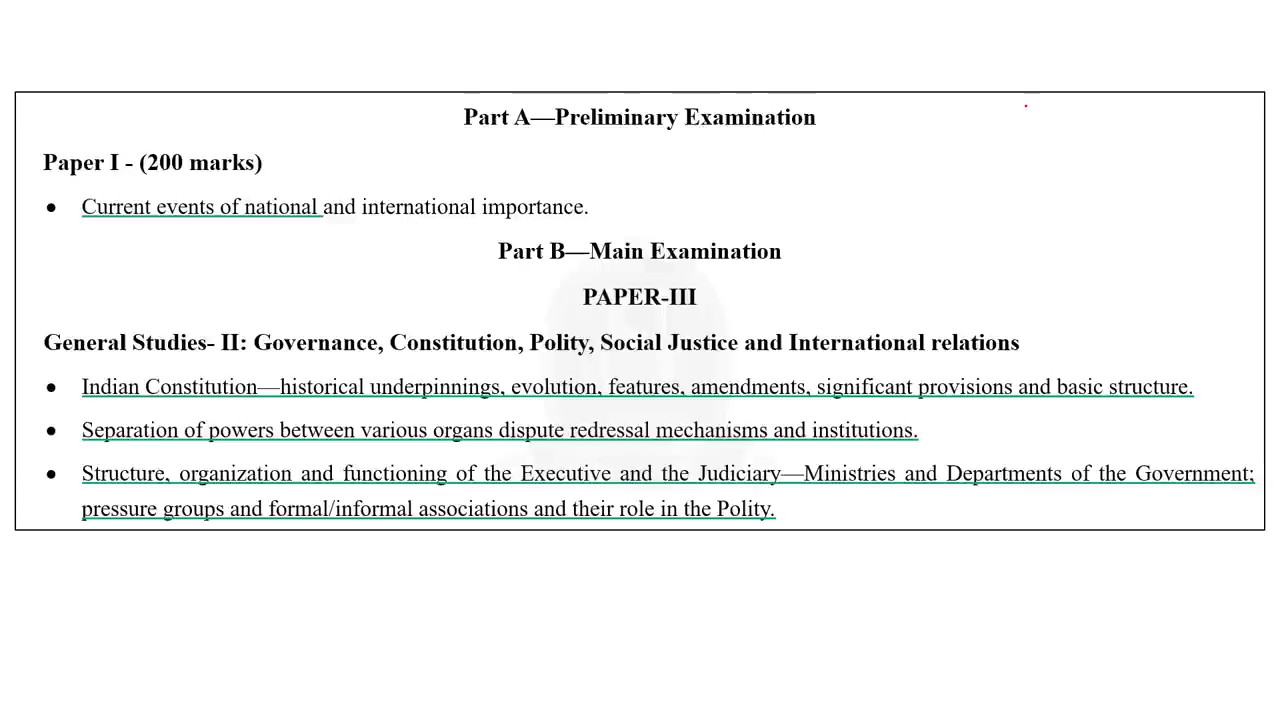 Part A—Preliminary Examination
Paper I - (200 marks)
● Current events of national and international importance.
Part B—Main Examination
PAPER-III
General Studies- II: Governance, Constitution, Polity, Social Justice and International relations
● Indian Constitution—historical underpinnings, evolution, features, amendments, significant provisions and basic structure.
● Separation of powers between various organs dispute redressal mechanisms and institutions.
● Structure, organization and functioning of the Executive and the Judiciary—Ministries and Departments of the Government;
pressure groups and formal/informal associations and their role in the Polity.